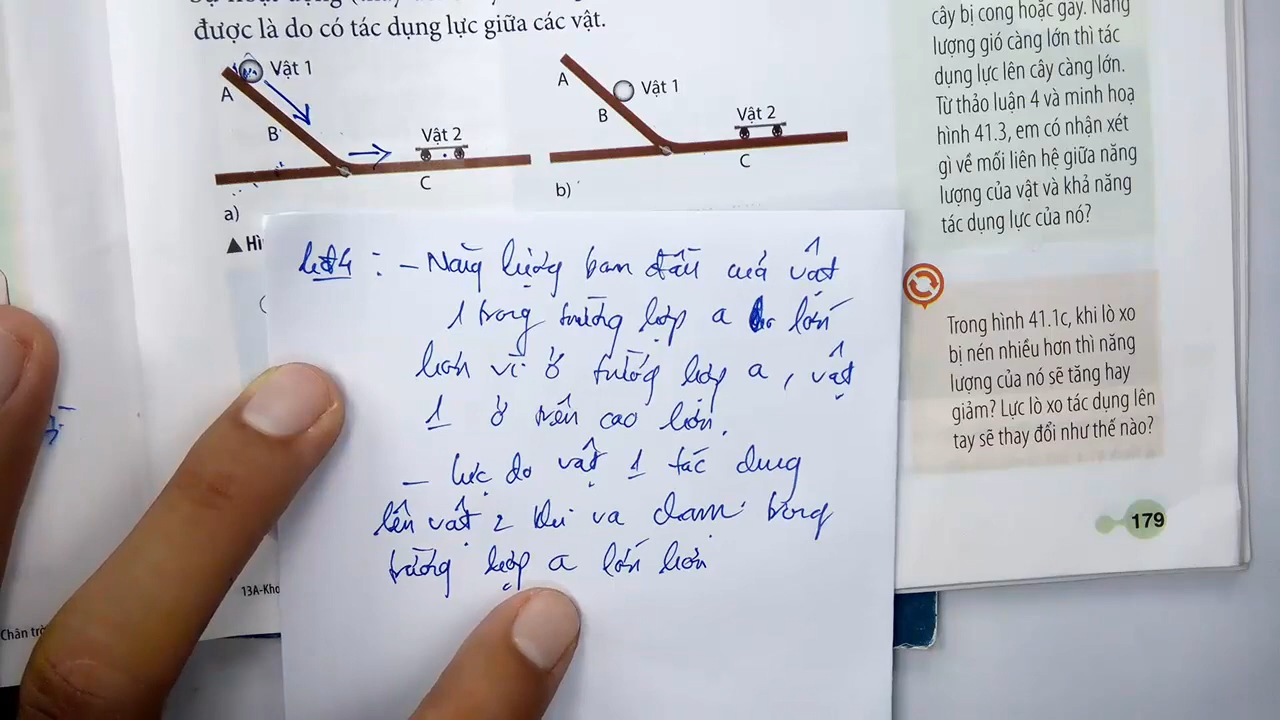 được là do có tác dụng lực giữa các vật.
Vật 1
A
B
Vật 2
C
a)
A
Vật 1
B
Vật 2
C
b)
▲ Hì
- Năng lượng ban đầu của vật
1 trong trường hợp a lớn
hơn vì ở trường hợp a, vật
1 ở trên cao hơn.
- lực do vật 1 tác dụng
lên vật 2 khi va chạm trong
trường hợp a lớn hơn
13A-Kho
Chân trờ
cây bị cong hoặc gãy. Năng
lượng gió càng lớn thì tác
dụng lực lên cây càng lớn.
Từ thảo luận 4 và minh hoạ
hình 41.3, em có nhận xét
gì về mối liên hệ giữa năng
lượng của vật và khả năng
tác dụng lực của nó?
Trong hình 41.1c, khi lò xo
bị nén nhiều hơn thì năng
lượng của nó sẽ tăng hay
giảm? Lực lò xo tác dụng lên
tay sẽ thay đổi như thế nào?
179